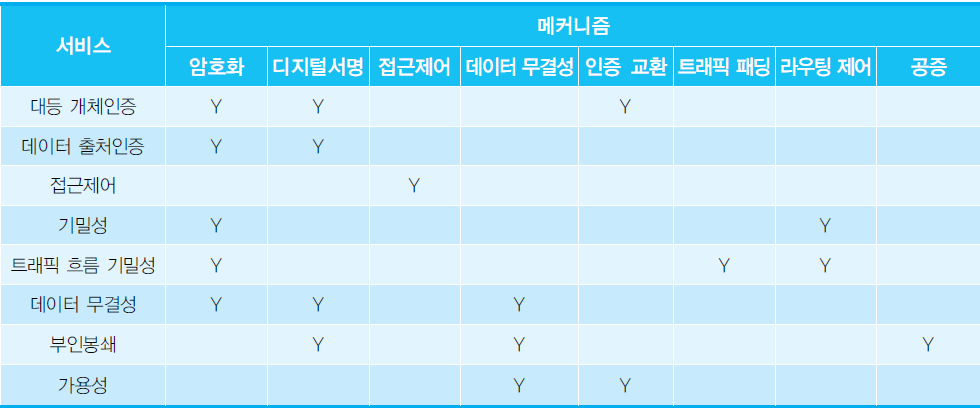 서비스 메커니즘
암호화 디지털서명 접근제어 데이터 무결성 인증 교환 트래픽 패딩 라우팅 제어 공증
대등 개체인증 Y Y Y
데이터 출처인증 Y Y
접근제어 Y
기밀성 Y Y
트래픽 흐름 기밀성 Y Y Y
데이터 무결성 Y Y Y
부인봉쇄 Y Y Y
가용성 Y Y